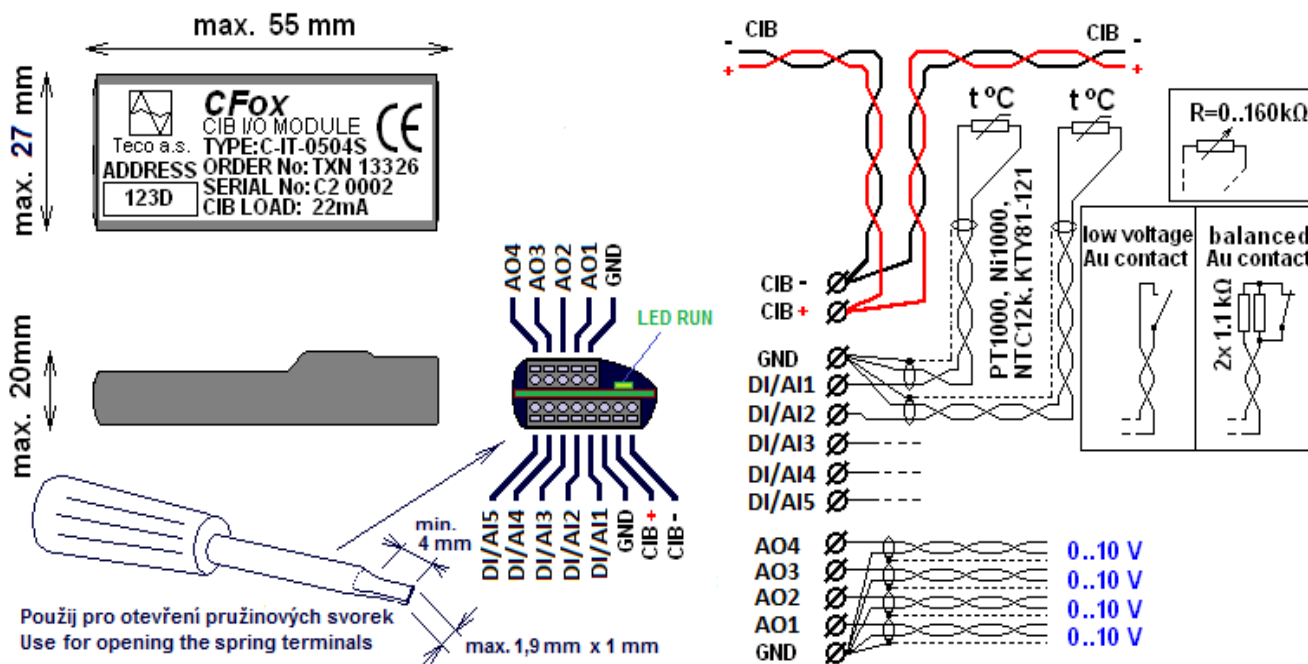 max. 55 mm
max. 27 mm
Teco a.s.
ADDRESS
123D
CFox
CIB I/O MODULE
TYPE:C-IT-0504S
ORDER No: TXN 13326
SERIAL No: C2 0002
CIB LOAD: 22mA
CE
max. 20mm
AO4
AO3
AO2
AO1
GND
LED RUN
DI/AI5
DI/AI4
DI/AI3
DI/AI2
DI/AI1
GND
CIB +
CIB -
min.
4 mm
max. 1,9 mm x 1 mm
Použij pro otevření pružinových svorek
Use for opening the spring terminals
- CIB
+
CIB -
+
t ºC
t ºC
PT1000, Ni1000,
NTC12k, KTY81-121
R=0..160kΩ
low voltage
Au contact
balanced
Au contact
2x 1.1 kΩ
CIB -
CIB +
GND
DI/AI1
DI/AI2
DI/AI3
DI/AI4
DI/AI5
AO4
AO3
AO2
AO1
GND
0..10 V
0..10 V
0..10 V
0..10 V